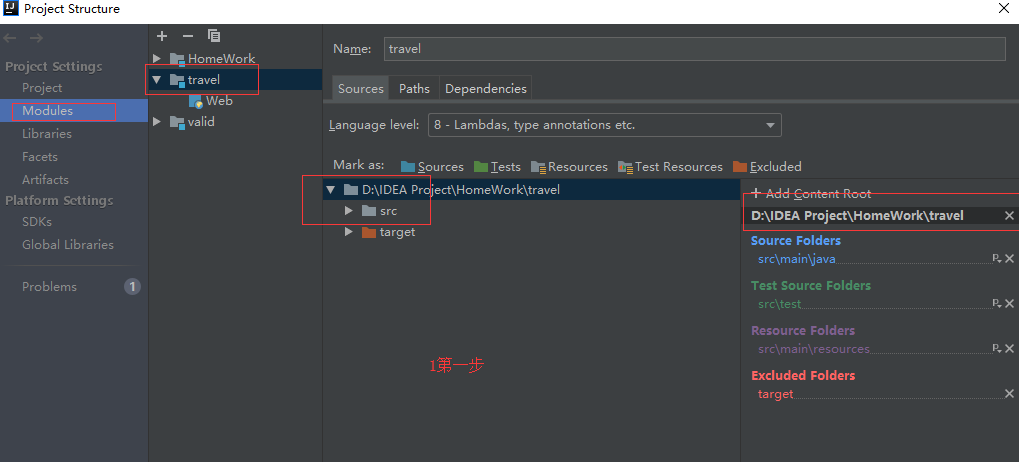 Project Structure
Project Settings
Project
Modules
Libraries
Facets
Artifacts
Platform Settings
SDKs
Global Libraries
Problems 1
HomeWork
travel
Web
valid
Name: travel
Sources Paths Dependencies
Language level: 8 - Lambdas, type annotations etc.
Mark as: Sources Tests Resources Test Resources Excluded
D:\IDEA Project\HomeWork\travel
src
target
1第一步
+ Add Content Root
D:\IDEA Project\HomeWork\travel
Source Folders
src\main\java
Test Source Folders
src\test
Resource Folders
src\main\resources
Excluded Folders
target